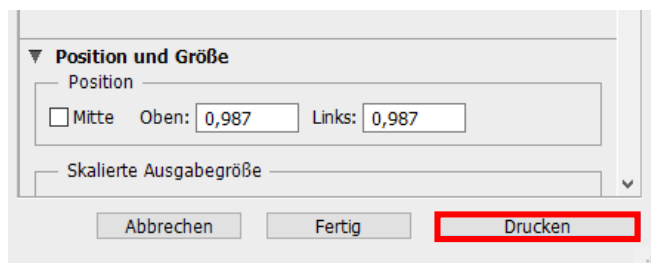 Position und Größe
Position
Mitte Oben: 0,987 Links: 0,987
Skalierte Ausgabegröße
Abbrechen Fertig Drucken